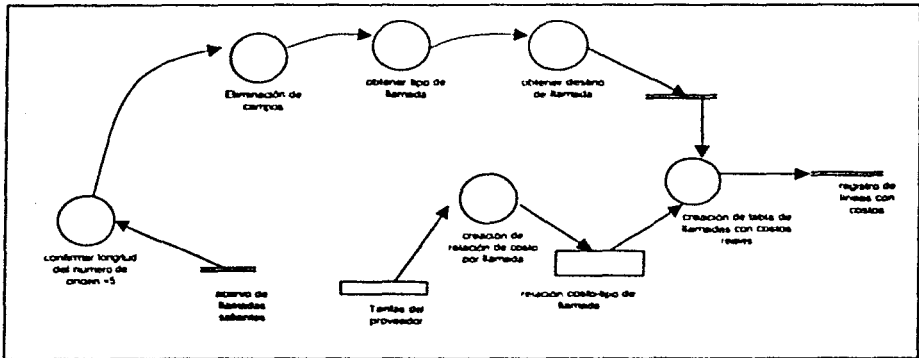 Eliminación de
campos
obtener tipo de
llamada
obtener destino
de llamada
confirmar longitud
del numero de
origen =5
acervo de
llamadas
salientes
Tarifas del
proveedor
creación de
relación de costo
por llamada
relación costo-tipo de
llamada
creación de tabla de
llamadas con costos
reales
registro de
lineas con
costos